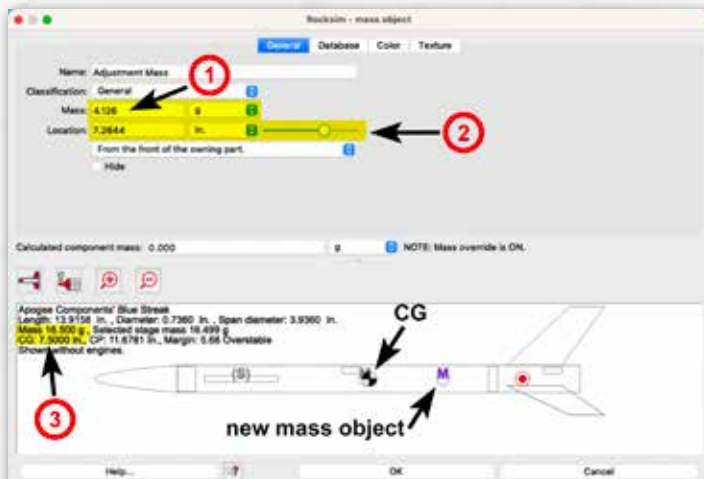 Rocksim - mass object
General Database Color Texture
Name: Adjustment Mass
1
Classification: General
Mass: 4.126 g
Location: 7.2644 in.
2
From the front of the owning part.
Hide
Calculated component mass: 0.000 g NOTE: Mass override is ON.
Apogee Components' Blue Streak
Length: 13.9158 In. , Diameter: 0.7360 In. , Span diameter: 3.9360 In.
Mass 16.500 g , Selected stage mass 16.499 g
CG: 7.5000 In., CP: 11.6781 In., Margin: 5.68 Overstable
Shown without engines.
CG
(S)
M
M
3
new mass object
Help... ? OK Cancel